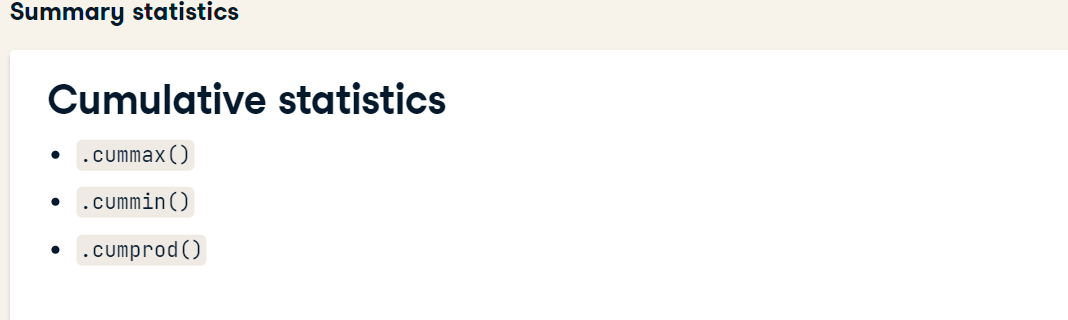 Summary statistics
Cumulative statistics
• .cummax()
• .cummin()
• .cumprod()